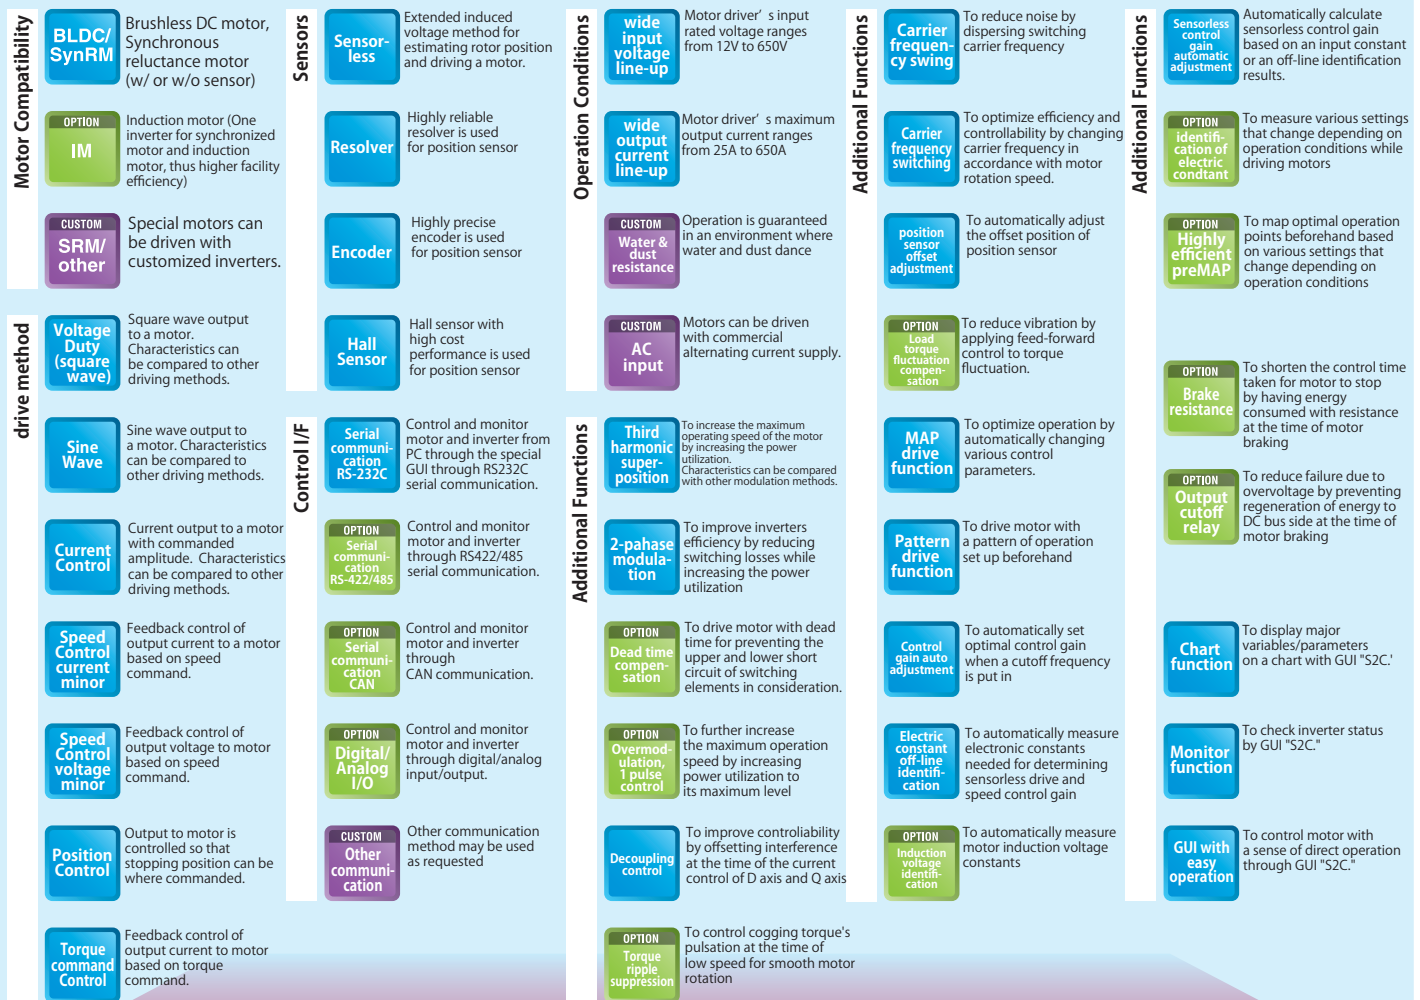 Motor Compatibility
BLDC/
SynRM
Brushless DC motor,
Synchronous
reluctance motor
(w/ or w/o sensor)
OPTION
IM
Induction motor (One
inverter for synchronized
motor and induction
motor, thus higher facility
efficiency)
CUSTOM
SRM/
other
Special motors can
be driven with
customized inverters.
drive method
Voltage
Duty
(square
wave)
Square wave output
to a motor.
Characteristics can
be compared to other
driving methods.
Sine
Wave
Sine wave output to
a motor. Characteristics
can be compared to
other driving methods.
Current
Control
Current output to a motor
with commanded
amplitude. Characteristics
can be compared to other
driving methods.
Speed
Control
current
minor
Feedback control of
output current to a motor
based on speed
command.
Speed
Control
voltage
minor
Feedback control of
output voltage to motor
based on speed
command.
Position
Control
Output to motor is
controlled so that
stopping position can be
where commanded.
Torque
command
Control
Feedback control of
output current to motor
based on torque
command.
Sensors
Sensor-
less
Extended induced
voltage method for
estimating rotor position
and driving a motor.
Resolver
Highly reliable
resolver is used
for position sensor
Encoder
Highly precise
encoder is used
for position sensor
Hall
Sensor
Hall sensor with
high cost
performance is used
for position sensor
Control I/F
Serial
communi-
cation
RS-232C
Control and monitor
motor and inverter from
PC through the special
GUI through RS232C
serial communication.
OPTION
Serial
communi-
cation
RS-422/485
Control and monitor
motor and inverter
through RS422/485
serial communication.
OPTION
Serial
communi-
cation
CAN
Control and monitor
motor and inverter
through
CAN communication.
OPTION
Digital/
Analog
I/O
Control and monitor
motor and inverter
through digital/analog
input/output.
CUSTOM
Other
communi-
cation
Other communication
method may be used
as requested
Operation Conditions
wide
input
voltage
line-up
Motor driver’ s input
rated voltage ranges
from 12V to 650V
wide
output
current
line-up
Motor driver’ s maximum
output current ranges
from 25A to 650A
CUSTOM
Water &
dust
resistance
Operation is guaranteed
in an environment where
water and dust dance
CUSTOM
AC
input
Motors can be driven
with commercial
alternating current supply.
Additional Functions
Third
harmonic
super-
position
To increase the maximum
operating speed of the motor
by increasing the power
utilization.
Characteristics can be compared
with other modulation methods.
2-pahase
modula-
tion
To improve inverters
efficiency by reducing
switching losses while
increasing the power
utilization
OPTION
Dead time
compen-
sation
To drive motor with dead
time for preventing the
upper and lower short
circuit of switching
elements in consideration.
OPTION
Overmod-
ulation,
1 pulse
control
To further increase
the maximum operation
speed by increasing
power utilization to
its maximum level
Decoupling
control
To improve controliability
by offsetting interference
at the time of the current
control of D axis and Q axis
OPTION
Torque
ripple
suppression
To control cogging torque's
pulsation at the time of
low speed for smooth motor
rotation
Additional Functions
Carrier
frequen-
cy swing
To reduce noise by
dispersing switching
carrier frequency
Carrier
frequency
switching
To optimize efficiency and
controllability by changing
carrier frequency in
accordance with motor
rotation speed.
position
sensor
offset
adjustment
To automatically adjust
the offset position of
position sensor
OPTION
Load
torque
fluctuation
compen-
sation
To reduce vibration by
applying feed-forward
control to torque
fluctuation.
MAP
drive
function
To optimize operation by
automatically changing
various control
parameters.
Pattern
drive
function
To drive motor with
a pattern of operation
set up beforehand
Control
gain auto
adjustment
To automatically set
optimal control gain
when a cutoff frequency
is put in
Electric
constant
off-line
identifi-
cation
To automatically measure
electronic constants
needed for determining
sensorless drive and
speed control gain
OPTION
Induction
voltage
identifi-
cation
To automatically measure
motor induction voltage
constants
Additional Functions
Sensorless
control
gain
automatic
adjustment
Automatically calculate
sensorless control gain
based on an input constant
or an off-line identification
results.
OPTION
identifi-
cation of
electric
condtant
To measure various settings
that change depending on
operation conditions while
driving motors
OPTION
Highly
efficient
preMAP
To map optimal operation
points beforehand based
on various settings that
change depending on
operation conditions
OPTION
Brake
resistance
To shorten the control time
taken for motor to stop
by having energy
consumed with resistance
at the time of motor
braking
OPTION
Output
cutoff
relay
To reduce failure due to
overvoltage by preventing
regeneration of energy to
DC bus side at the time of
motor braking
Chart
function
To display major
variables/parameters
on a chart with GUI "S2C.'
Monitor
function
To check inverter status
by GUI "S2C."
GUI with
easy
operation
To control motor with
a sense of direct operation
through GUI "S2C."